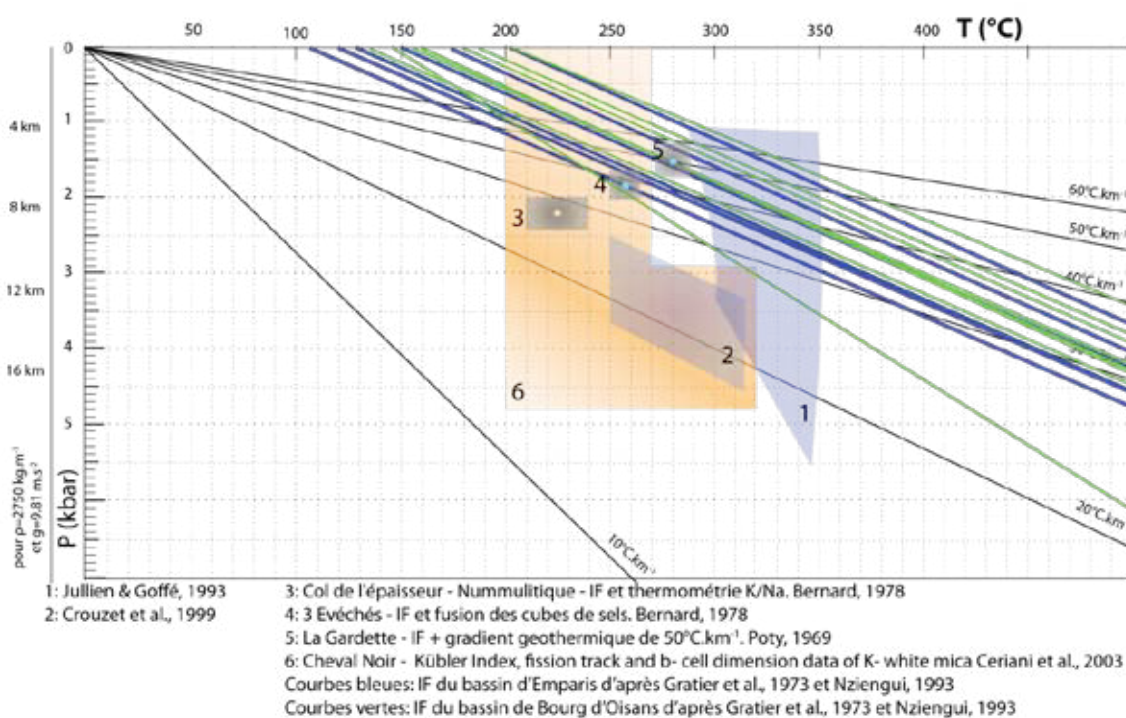 50 100 150 200 250 300 350 400 T (°C)
0
1
4 km
5
60°C.km⁻¹
4
2
50°C.km⁻¹
8 km
3
3
40°C.km⁻¹
12 km
2
4
16 km
6
1
5
20°C.km
P (kbar)
pour ρ=2750 kg.m⁻¹
et g=9.81 m.s⁻²
10°C.km⁻¹
1: Jullien & Goffé, 1993
2: Crouzet et al., 1999
3: Col de l'épaisseur - Nummulitique - IF et thermométrie K/Na. Bernard, 1978
4: 3 Evéchés - IF et fusion des cubes de sels. Bernard, 1978
5: La Gardette - IF + gradient geothermique de 50°C.km⁻¹. Poty, 1969
6: Cheval Noir - Kübler Index, fission track and b- cell dimension data of K- white mica Ceriani et al., 2003
Courbes bleues: IF du bassin d'Emparis d'après Gratier et al., 1973 et Nziengui, 1993
Courbes vertes: IF du bassin de Bourg d'Oisans d'après Gratier et al., 1973 et Nziengui, 1993